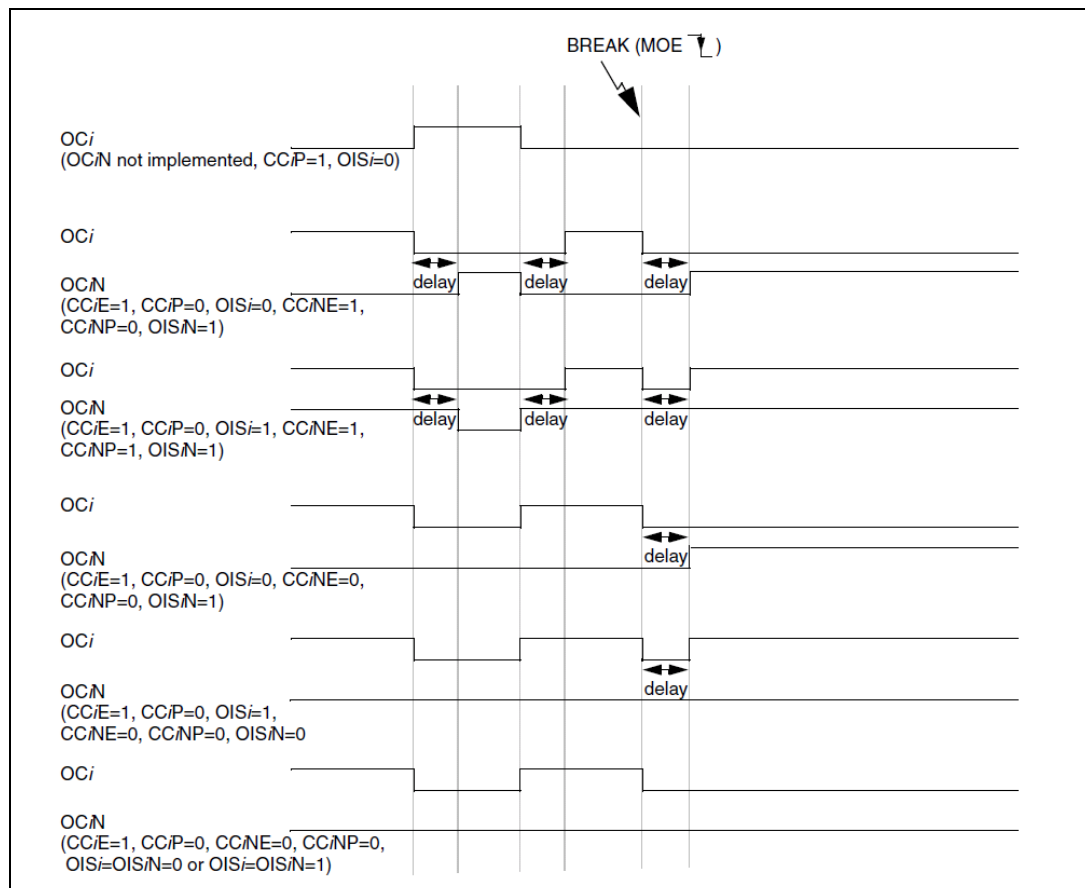 BREAK (MOE )
OCi
(OCiN not implemented, CCiP=1, OISi=0)
OCi
delay delay delay
OCiN
(CCiE=1, CCiP=0, OISi=0, CCiNE=1,
CCiNP=0, OISiN=1)
OCi
OCiN
delay delay delay
(CCiE=1, CCiP=0, OISi=1, CCiNE=1,
CCiNP=1, OISiN=1)
OCi
delay
OCiN
(CCiE=1, CCiP=0, OISi=0, CCiNE=0,
CCiNP=0, OISiN=1)
OCi
delay
OCiN
(CCiE=1, CCiP=0, OISi=1,
CCiNE=0, CCiNP=0, OISiN=0
OCi
OCiN
(CCiE=1, CCiP=0, CCiNE=0, CCiNP=0,
OISi=OISiN=0 or OISi=OISiN=1)